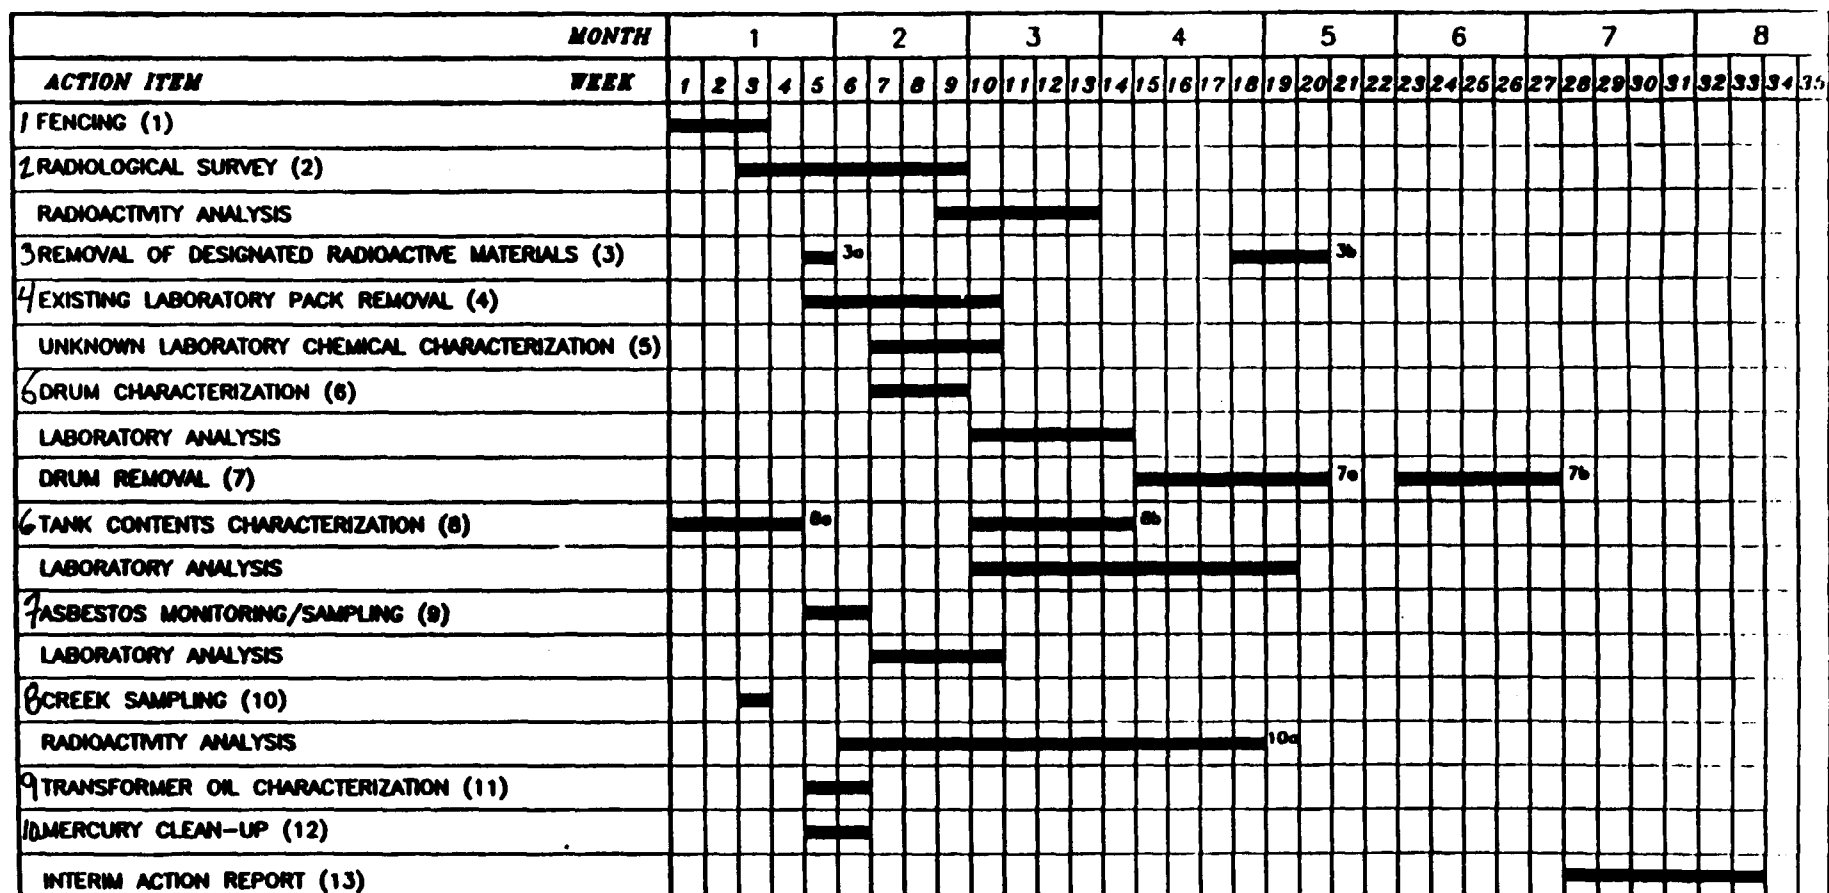 MONTH 1 2 3 4 5 6 7 8
ACTION ITEM WEEK 1 2 3 4 5 6 7 8 9 10 11 12 13 14 15 16 17 18 19 20 21 22 23 24 25 26 27 28 29 30 31 32 33 34 35
1 FENCING (1)
2 RADIOLOGICAL SURVEY (2)
RADIOACTIVITY ANALYSIS
3 REMOVAL OF DESIGNATED RADIOACTIVE MATERIALS (3) 3a 3b
4 EXISTING LABORATORY PACK REMOVAL (4)
UNKNOWN LABORATORY CHEMICAL CHARACTERIZATION (5)
5 DRUM CHARACTERIZATION (6)
LABORATORY ANALYSIS
DRUM REMOVAL (7) 7a 7b
6 TANK CONTENTS CHARACTERIZATION (8) 8a 8b
LABORATORY ANALYSIS
7 ASBESTOS MONITORING/SAMPLING (9)
LABORATORY ANALYSIS
8 CREEK SAMPLING (10)
RADIOACTIVITY ANALYSIS 10a
9 TRANSFORMER OIL CHARACTERIZATION (11)
10 MERCURY CLEAN-UP (12)
INTERIM ACTION REPORT (13)